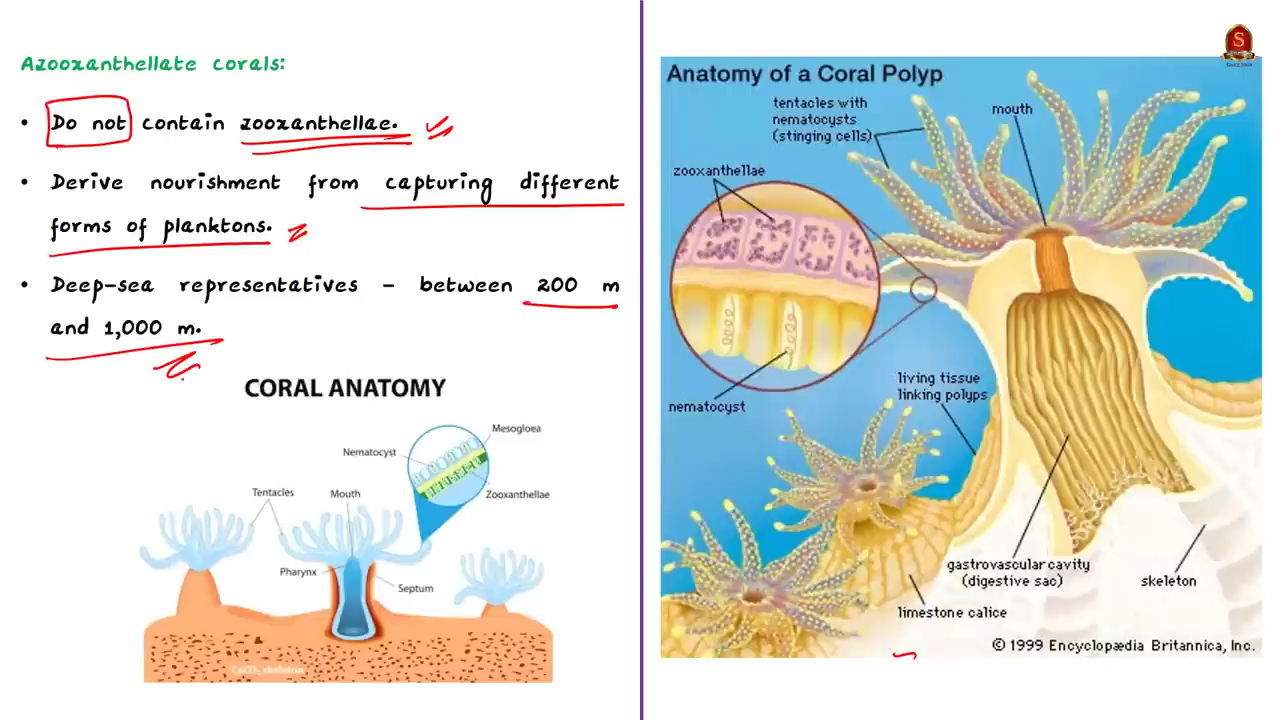 Azooxanthellate corals:
• Do not contain zooxanthellae.
• Derive nourishment from capturing different
forms of planktons.
• Deep-sea representatives - between 200 m
and 1,000 m.
CORAL ANATOMY
Mesogloea
Nematocyst
Zooxanthellae
Tentacles
Mouth
Pharynx
Septum
CaCO₃ skeleton
Anatomy of a Coral Polyp
tentacles with
nematocysts
(stinging cells)
mouth
zooxanthellae
nematocyst
living tissue
linking polyps
gastrovascular cavity
(digestive sac)
skeleton
limestone calice
© 1999 Encyclopædia Britannica, Inc.
S